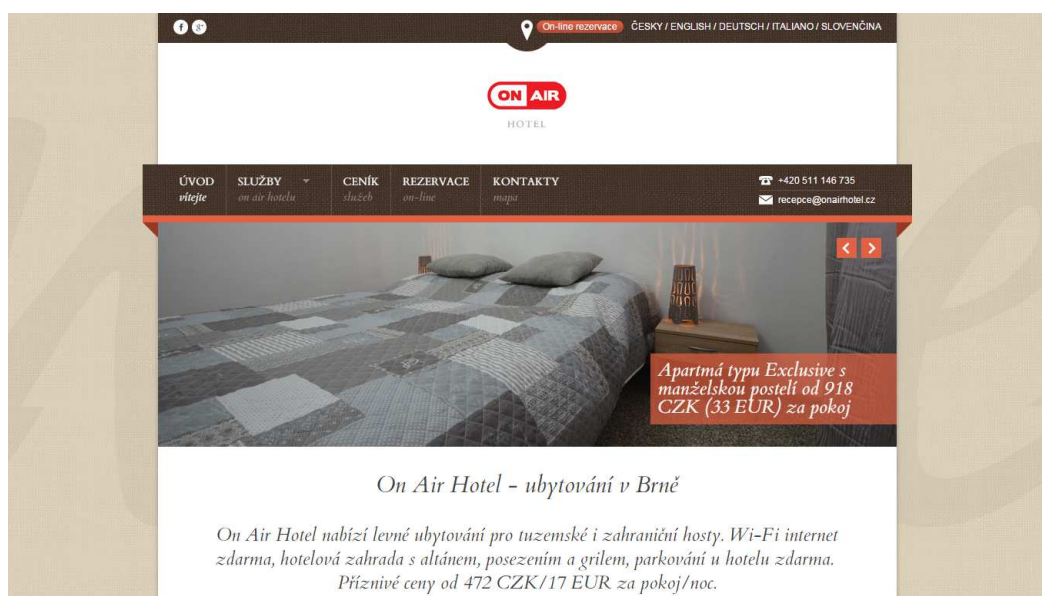 On-line rezervace ČESKY / ENGLISH / DEUTSCH / ITALIANO / SLOVENČINA
ON AIR
HOTEL
ÚVOD SLUŽBY CENÍK REZERVACE KONTAKTY
vítejte on air hotelu služeb on-line mapa
+420 511 146 735
recepce@onairhotel.cz
Apartmá typu Exclusive s
manželskou postelí od 918
CZK (33 EUR) za pokoj
On Air Hotel - ubytování v Brně
On Air Hotel nabízí levné ubytování pro tuzemské i zahraniční hosty. Wi-Fi internet
zdarma, hotelová zahrada s altánem, posezením a grilem, parkování u hotelu zdarma.
Příznivé ceny od 472 CZK/17 EUR za pokoj/noc.